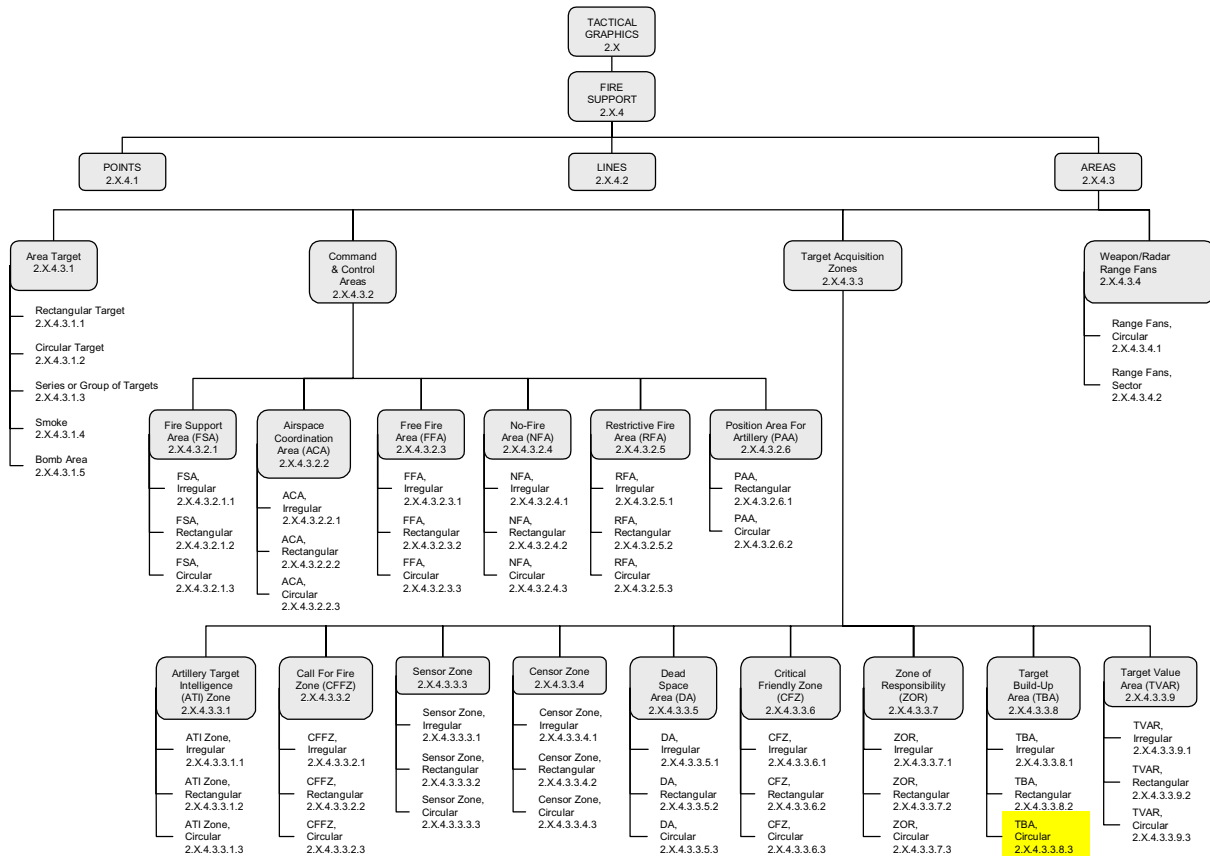 TACTICAL
GRAPHICS
2.X
FIRE
SUPPORT
2.X.4
POINTS
2.X.4.1
LINES
2.X.4.2
AREAS
2.X.4.3
Area Target
2.X.4.3.1
Rectangular Target
2.X.4.3.1.1
Circular Target
2.X.4.3.1.2
Series or Group of Targets
2.X.4.3.1.3
Smoke
2.X.4.3.1.4
Bomb Area
2.X.4.3.1.5
Command
& Control
Areas
2.X.4.3.2
Target Acquisition
Zones
2.X.4.3.3
Weapon/Radar
Range Fans
2.X.4.3.4
Range Fans,
Circular
2.X.4.3.4.1
Range Fans,
Sector
2.X.4.3.4.2
Fire Support
Area (FSA)
2.X.4.3.2.1
FSA,
Irregular
2.X.4.3.2.1.1
FSA,
Rectangular
2.X.4.3.2.1.2
FSA,
Circular
2.X.4.3.2.1.3
Airspace
Coordination
Area (ACA)
2.X.4.3.2.2
ACA,
Irregular
2.X.4.3.2.2.1
ACA,
Rectangular
2.X.4.3.2.2.2
ACA,
Circular
2.X.4.3.2.2.3
Free Fire
Area (FFA)
2.X.4.3.2.3
FFA,
Irregular
2.X.4.3.2.3.1
FFA,
Rectangular
2.X.4.3.2.3.2
FFA,
Circular
2.X.4.3.2.3.3
No-Fire
Area (NFA)
2.X.4.3.2.4
NFA,
Irregular
2.X.4.3.2.4.1
NFA,
Rectangular
2.X.4.3.2.4.2
NFA,
Circular
2.X.4.3.2.4.3
Restrictive Fire
Area (RFA)
2.X.4.3.2.5
RFA,
Irregular
2.X.4.3.2.5.1
RFA,
Rectangular
2.X.4.3.2.5.2
RFA,
Circular
2.X.4.3.2.5.3
Position Area For
Artillery (PAA)
2.X.4.3.2.6
PAA,
Rectangular
2.X.4.3.2.6.1
PAA,
Circular
2.X.4.3.2.6.2
Artillery Target
Intelligence
(ATI) Zone
2.X.4.3.3.1
ATI Zone,
Irregular
2.X.4.3.3.1.1
ATI Zone,
Rectangular
2.X.4.3.3.1.2
ATI Zone,
Circular
2.X.4.3.3.1.3
Call For Fire
Zone (CFFZ)
2.X.4.3.3.2
CFFZ,
Irregular
2.X.4.3.3.2.1
CFFZ,
Rectangular
2.X.4.3.3.2.2
CFFZ,
Circular
2.X.4.3.3.2.3
Sensor Zone
2.X.4.3.3.3
Sensor Zone,
Irregular
2.X.4.3.3.3.1
Sensor Zone,
Rectangular
2.X.4.3.3.3.2
Sensor Zone,
Circular
2.X.4.3.3.3.3
Censor Zone
2.X.4.3.3.4
Censor Zone,
Irregular
2.X.4.3.3.4.1
Censor Zone,
Rectangular
2.X.4.3.3.4.2
Censor Zone,
Circular
2.X.4.3.3.4.3
Dead
Space
Area (DA)
2.X.4.3.3.5
DA,
Irregular
2.X.4.3.3.5.1
DA,
Rectangular
2.X.4.3.3.5.2
DA,
Circular
2.X.4.3.3.5.3
Critical
Friendly Zone
(CFZ)
2.X.4.3.3.6
CFZ,
Irregular
2.X.4.3.3.6.1
CFZ,
Rectangular
2.X.4.3.3.6.2
CFZ,
Circular
2.X.4.3.3.6.3
Zone of
Responsibility
(ZOR)
2.X.4.3.3.7
ZOR,
Irregular
2.X.4.3.3.7.1
ZOR,
Rectangular
2.X.4.3.3.7.2
ZOR,
Circular
2.X.4.3.3.7.3
Target
Build-Up
Area (TBA)
2.X.4.3.3.8
TBA,
Irregular
2.X.4.3.3.8.1
TBA,
Rectangular
2.X.4.3.3.8.2
TBA,
Circular
2.X.4.3.3.8.3
Target Value
Area (TVAR)
2.X.4.3.3.9
TVAR,
Irregular
2.X.4.3.3.9.1
TVAR,
Rectangular
2.X.4.3.3.9.2
TVAR,
Circular
2.X.4.3.3.9.3